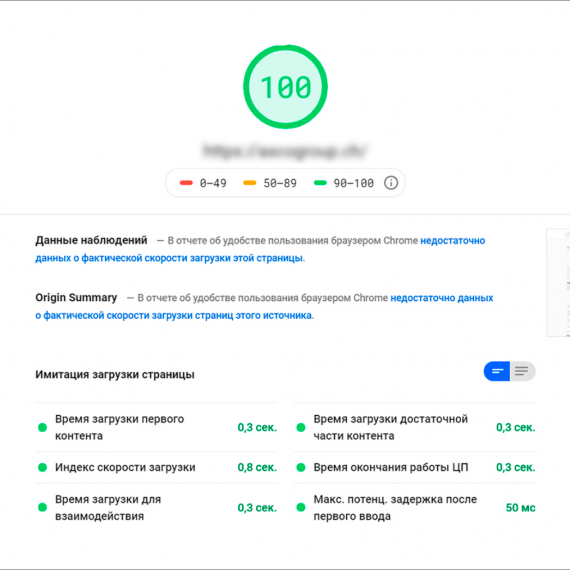 100
0–49 50–89 90–100
Данные наблюдений — В отчете об удобстве пользования браузером Chrome недостаточно
данных о фактической скорости загрузки этой страницы.
Origin Summary — В отчете об удобстве пользования браузером Chrome недостаточно данных
о фактической скорости загрузки страниц этого источника.
Имитация загрузки страницы
Время загрузки первого
контента
0,3 сек.
Время загрузки достаточной
части контента
0,3 сек.
Индекс скорости загрузки 0,8 сек.
Время окончания работы ЦП 0,3 сек.
Время загрузки для
взаимодействия
0,3 сек.
Макс. потенц. задержка после
первого ввода
50 мс